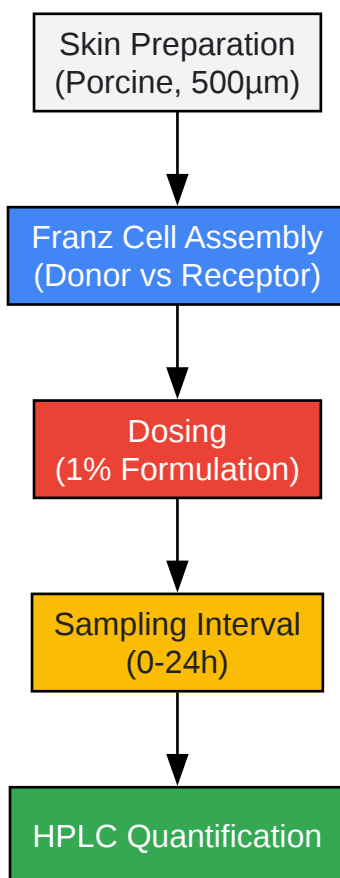 Skin Preparation
(Porcine, 500µm)
Franz Cell Assembly
(Donor vs Receptor)
Dosing
(1% Formulation)
Sampling Interval
(0-24h)
HPLC Quantification